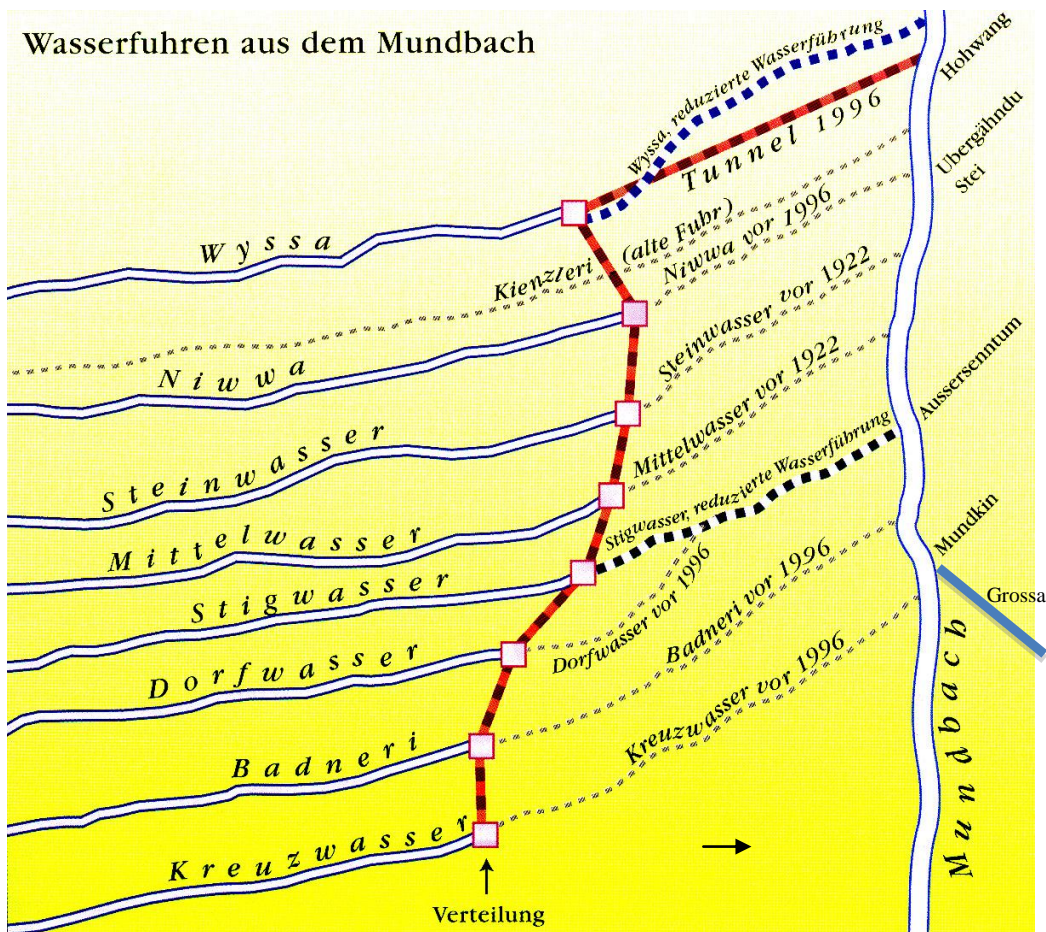 Wasserfuhren aus dem Mundbach
Wyssa, reduzierte Wasserführung
Hohwang
Tunnel 1996
Ubergähndu
Stei
Wyssa
Kienzleri (alte Fuhr)
Niwwa vor 1996
Niwwa
Steinwasser vor 1922
Aussersenntum
Steinwasser
Mittelwasser vor 1922
Mittelwasser
Stigwasser, reduzierte Wasserführung
Mundkin
Stigwasser
Grossa
Dorfwasser vor 1996
Dorfwasser
Badneri vor 1996
Badneri
Kreuzwasser vor 1996
Kreuzwasser
Mundbach
Verteilung